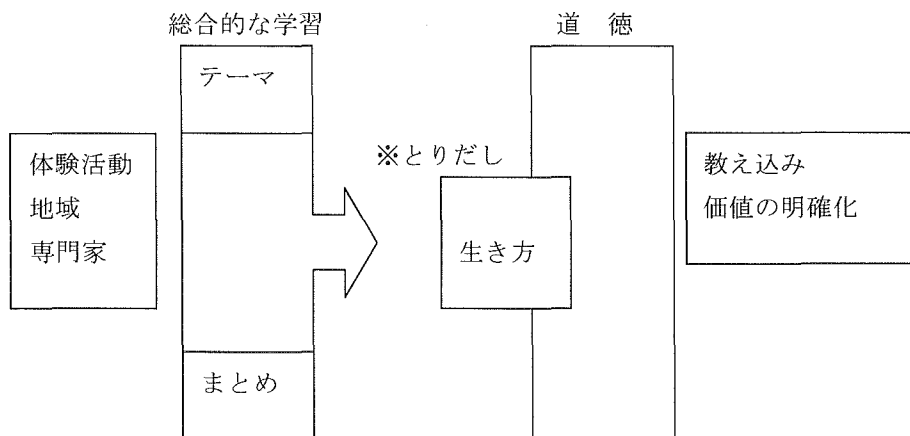 総合的な学習
道 徳
テーマ
体験活動
地域
専門家
※とりだし
生き方
教え込み
価値の明確化
まとめ